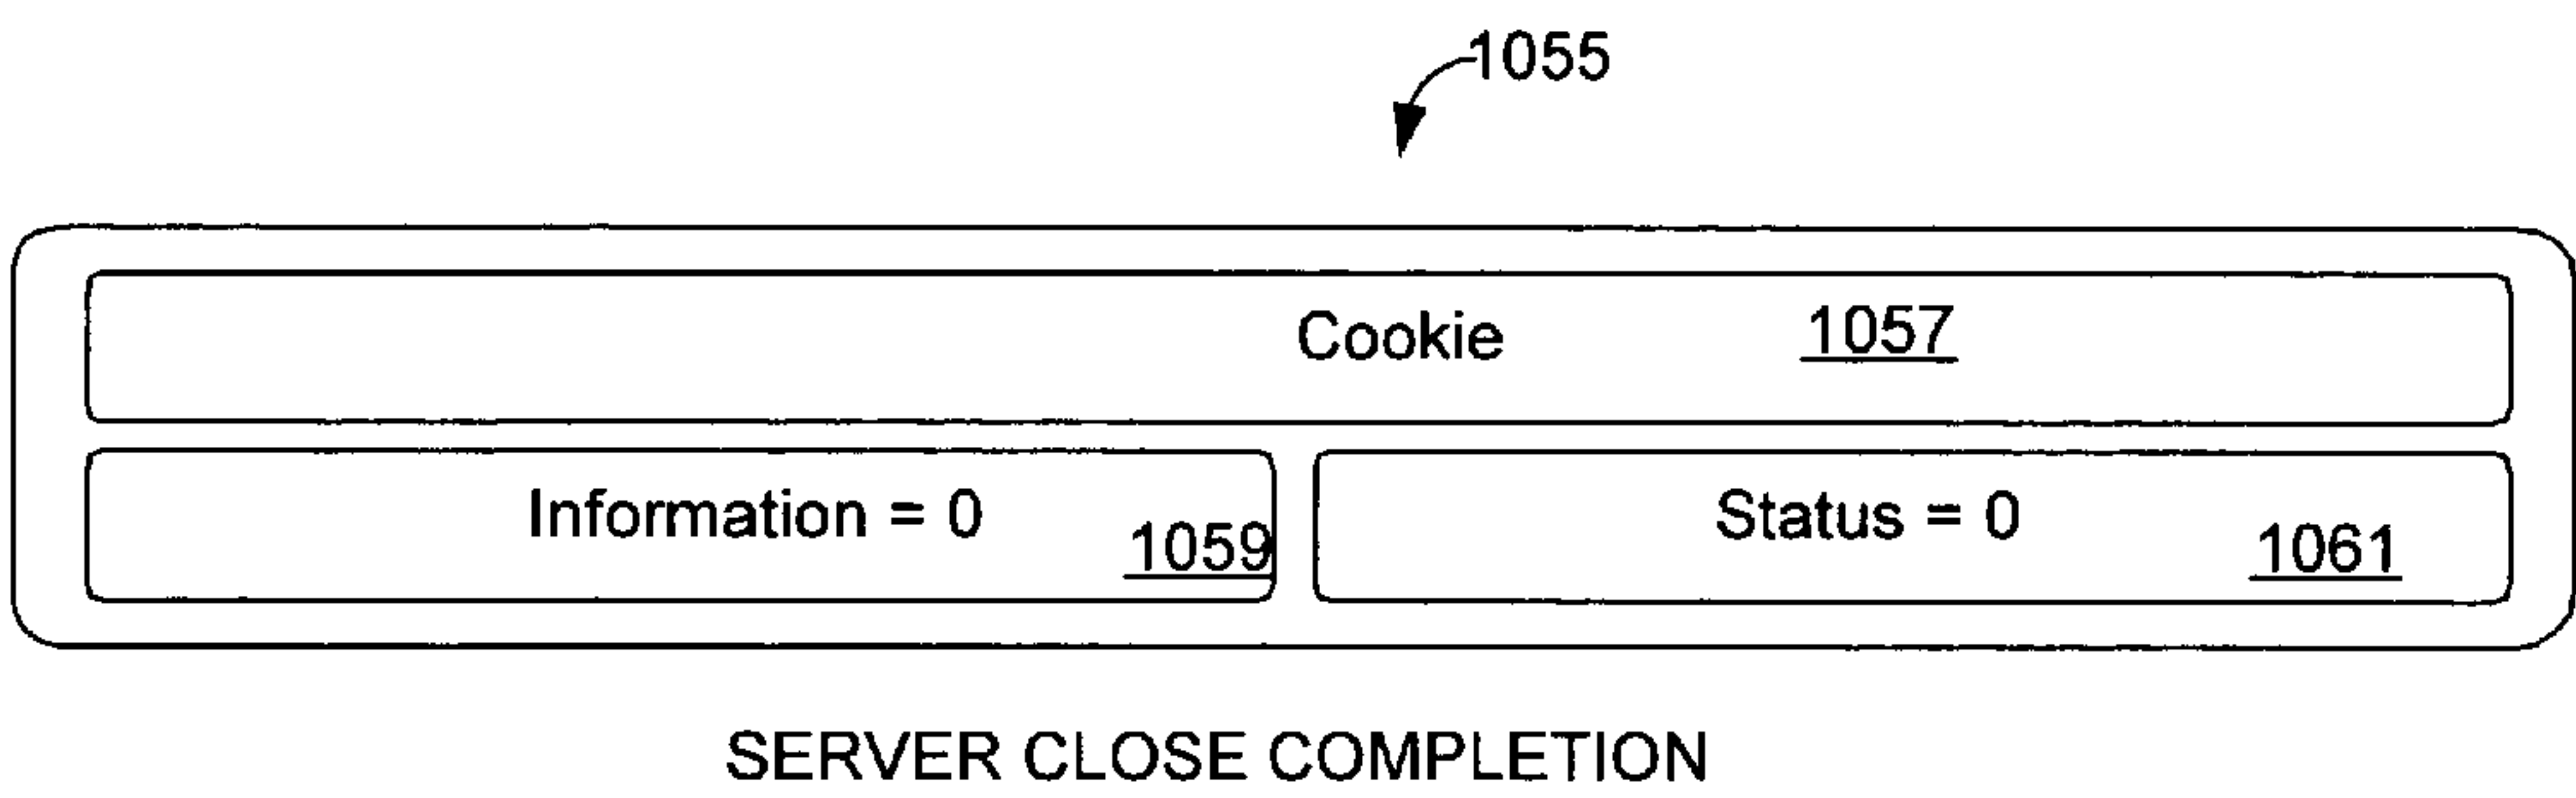 1055
Cookie 1057
Information = 0 1059 Status = 0 1061
SERVER CLOSE COMPLETION